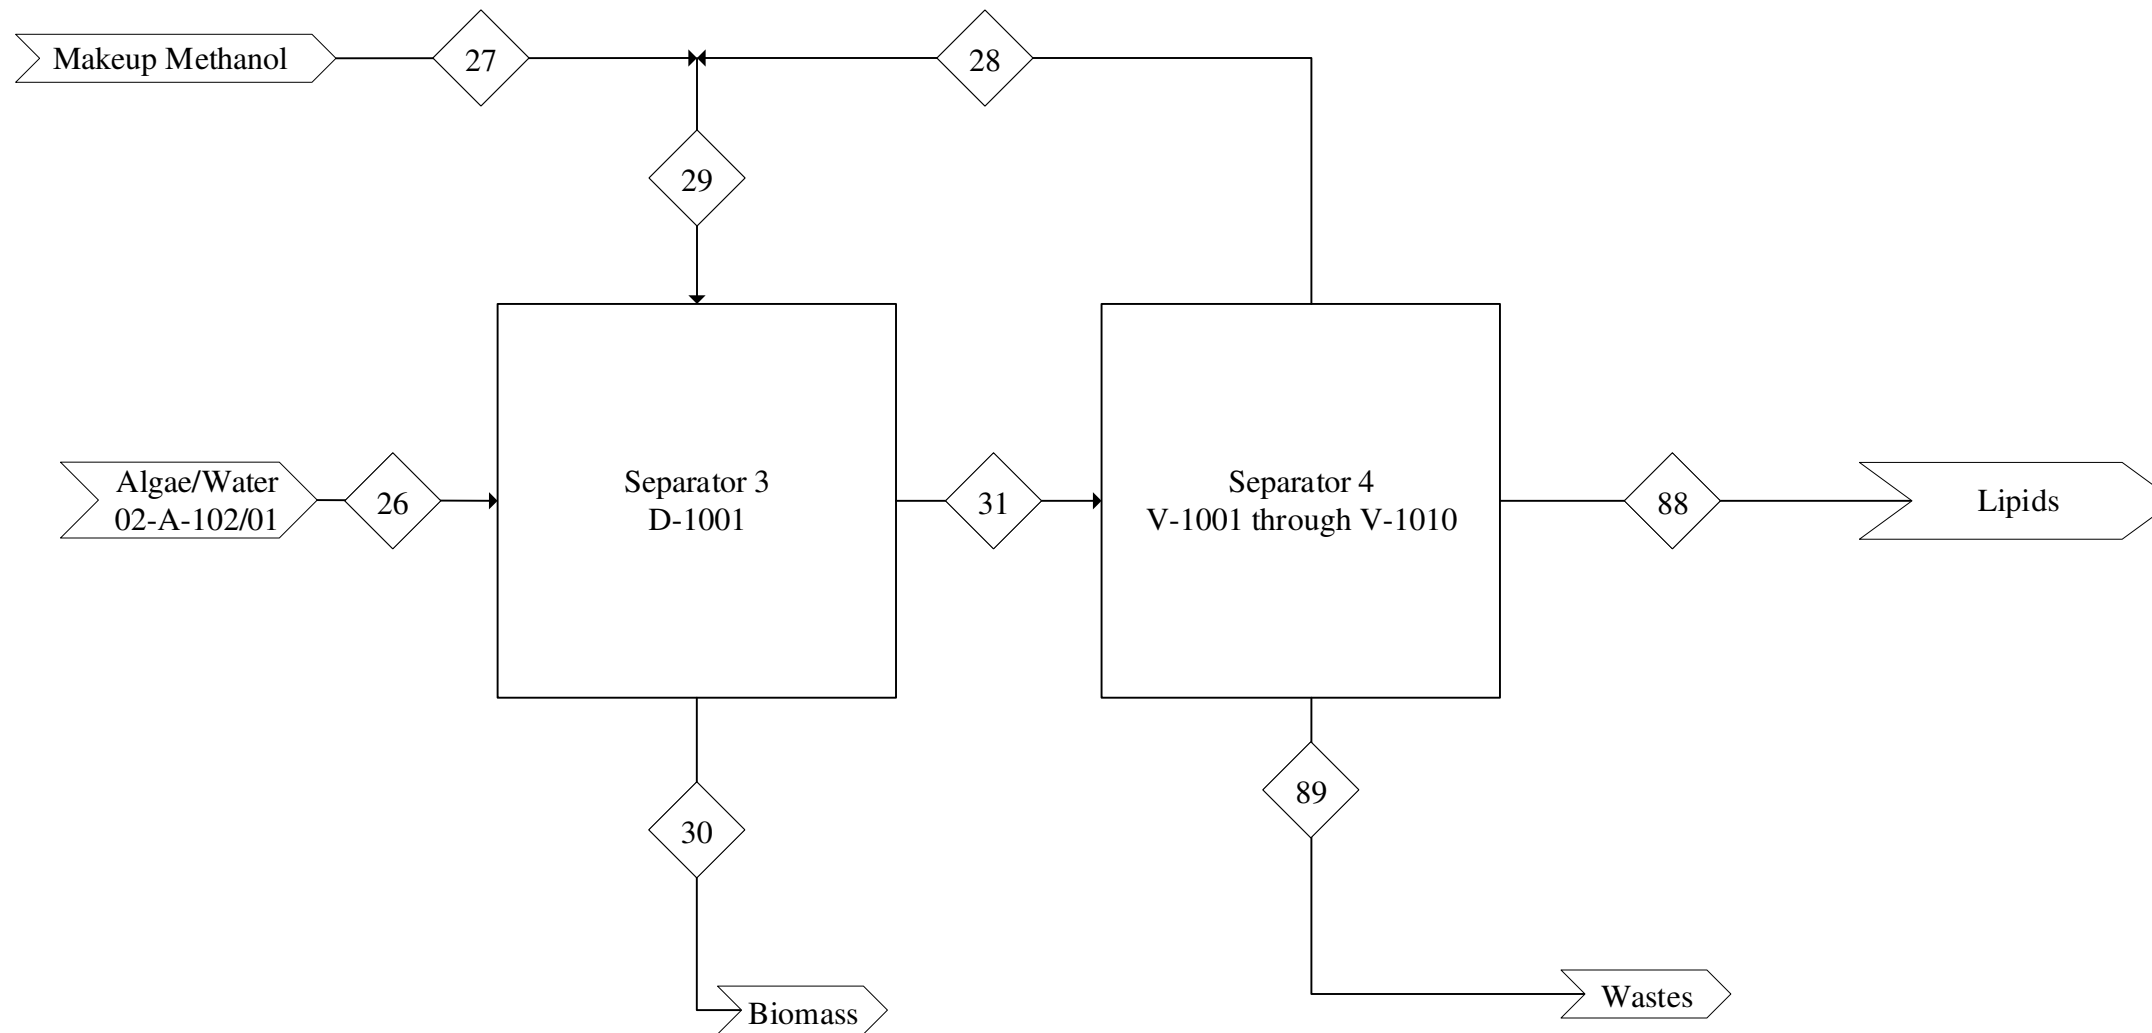 Makeup Methanol
27
28
29
Algae/Water
02-A-102/01
26
Separator 3
D-1001
31
Separator 4
V-1001 through V-1010
88
Lipids
89
30
Wastes
Biomass